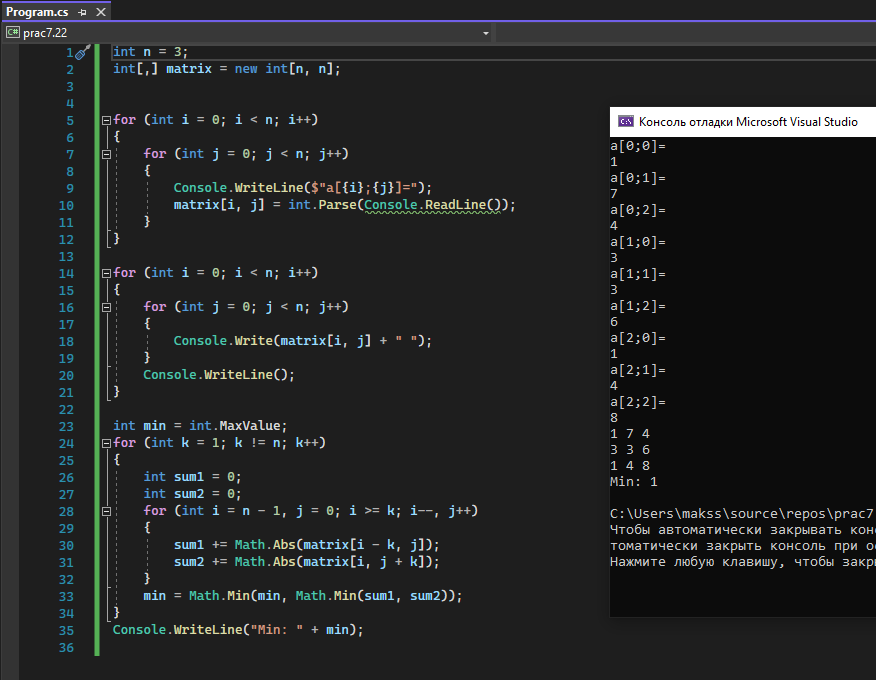 Program.cs
C# prac7.22
1 int n = 3;
2 int[,] matrix = new int[n, n];
3
4
5 for (int i = 0; i < n; i++)
6 {
7 for (int j = 0; j < n; j++)
8 {
9 Console.WriteLine($"a[{i};{j}]=");
10 matrix[i, j] = int.Parse(Console.ReadLine());
11 }
12 }
13
14 for (int i = 0; i < n; i++)
15 {
16 for (int j = 0; j < n; j++)
17 {
18 Console.Write(matrix[i, j] + " ");
19 }
20 Console.WriteLine();
21 }
22
23 int min = int.MaxValue;
24 for (int k = 1; k != n; k++)
25 {
26 int sum1 = 0;
27 int sum2 = 0;
28 for (int i = n - 1, j = 0; i >= k; i--, j++)
29 {
30 sum1 += Math.Abs(matrix[i - k, j]);
31 sum2 += Math.Abs(matrix[i, j + k]);
32 }
33 min = Math.Min(min, Math.Min(sum1, sum2));
34 }
35 Console.WriteLine("Min: " + min);
36
Консоль отладки Microsoft Visual Studio
a[0;0]=
1
a[0;1]=
7
a[0;2]=
4
a[1;0]=
3
a[1;1]=
3
a[1;2]=
6
a[2;0]=
1
a[2;1]=
4
a[2;2]=
8
1 7 4
3 3 6
1 4 8
Min: 1
C:\Users\makss\source\repos\prac7
Чтобы автоматически закрывать кон
томатически закрыть консоль при о
Нажмите любую клавишу, чтобы закр